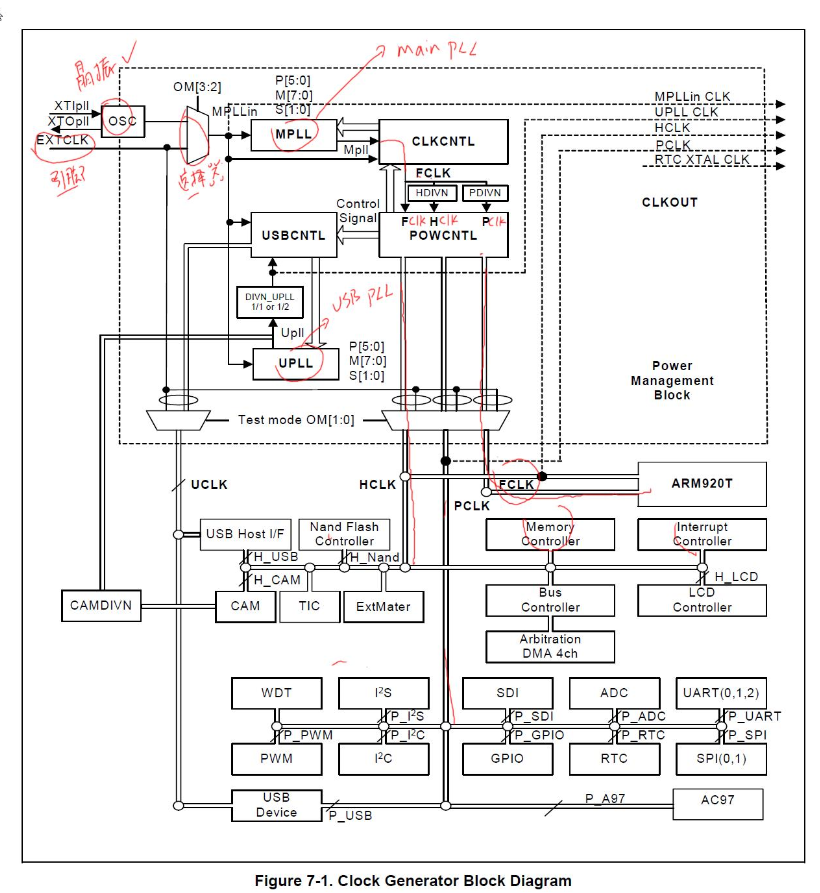 main PLL
晶振 ✓
OM[3:2]
P[5:0]
M[7:0]
S[1:0]
XTIpll
XTOpll
OSC
EXTCLK
引脚
选择器
MPLLin
MPLL
Mpll
CLKCNTL
MPLLin CLK
UPLL CLK
HCLK
PCLK
RTC XTAL CLK
CLKOUT
FCLK
HDIVN
PDIVN
Control
Signal
USBCNTL
Fclk Hclk Pclk
POWCNTL
DIVN_UPLL
1/1 or 1/2
USB PLL
Upll
UPLL
P[5:0]
M[7:0]
S[1:0]
Power
Management
Block
Test mode OM[1:0]
UCLK
HCLK
FCLK
PCLK
ARM920T
USB Host I/F
Nand Flash
Controller
Memory
Controller
Interrupt
Controller
H_USB
H_Nand
H_CAM
H_LCD
CAMDIVN
CAM
TIC
ExtMater
Bus
Controller
LCD
Controller
Arbitration
DMA 4ch
WDT
I²S
SDI
ADC
UART(0,1,2)
P_I²S
P_SDI
P_ADC
P_UART
P_PWM
P_I²C
P_GPIO
P_RTC
P_SPI
PWM
I²C
GPIO
RTC
SPI(0,1)
USB
Device
P_USB
P_A97
AC97
Figure 7-1. Clock Generator Block Diagram